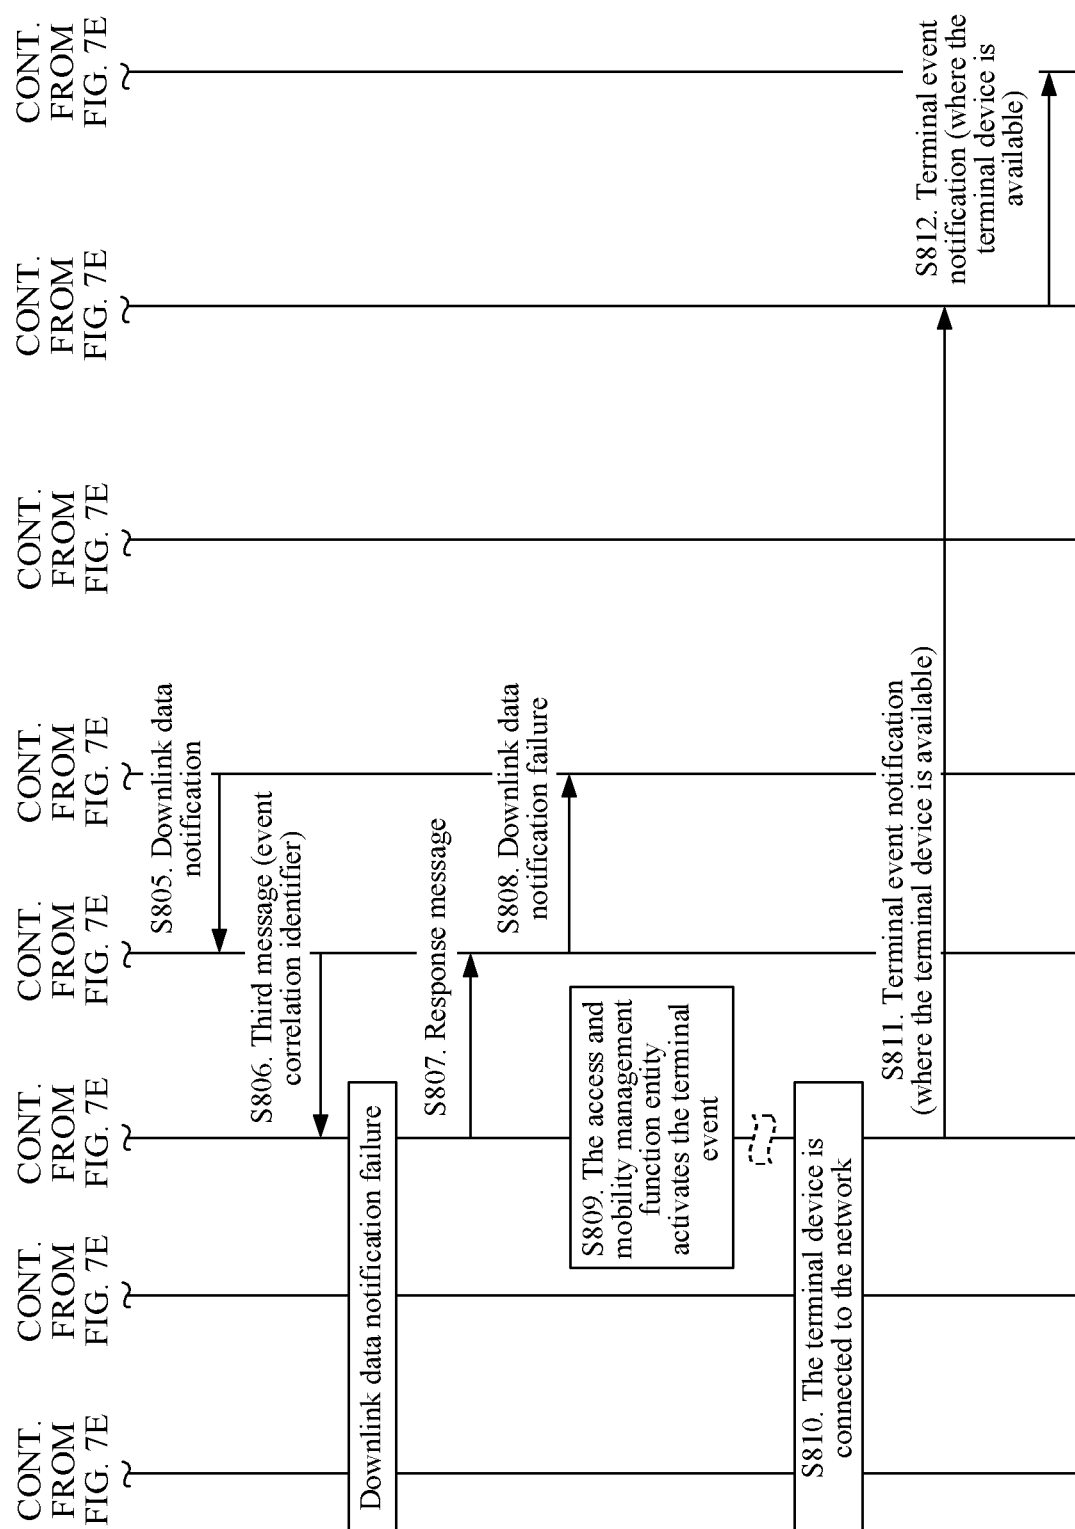 CONT.
FROM
FIG. 7E
CONT.
FROM
FIG. 7E
CONT.
FROM
FIG. 7E
CONT.
FROM
FIG. 7E
CONT.
FROM
FIG. 7E
CONT.
FROM
FIG. 7E
CONT.
FROM
FIG. 7E
CONT.
FROM
FIG. 7E
S805. Downlink data
notification
S806. Third message (event
correlation identifier)
Downlink data notification failure
S807. Response message
S808. Downlink data
notification failure
S809. The access and
mobility management
function entity
activates the terminal
event
S810. The terminal device is
connected to the network
S811. Terminal event notification
(where the terminal device is available)
S812. Terminal event
notification (where the
terminal device is
available)